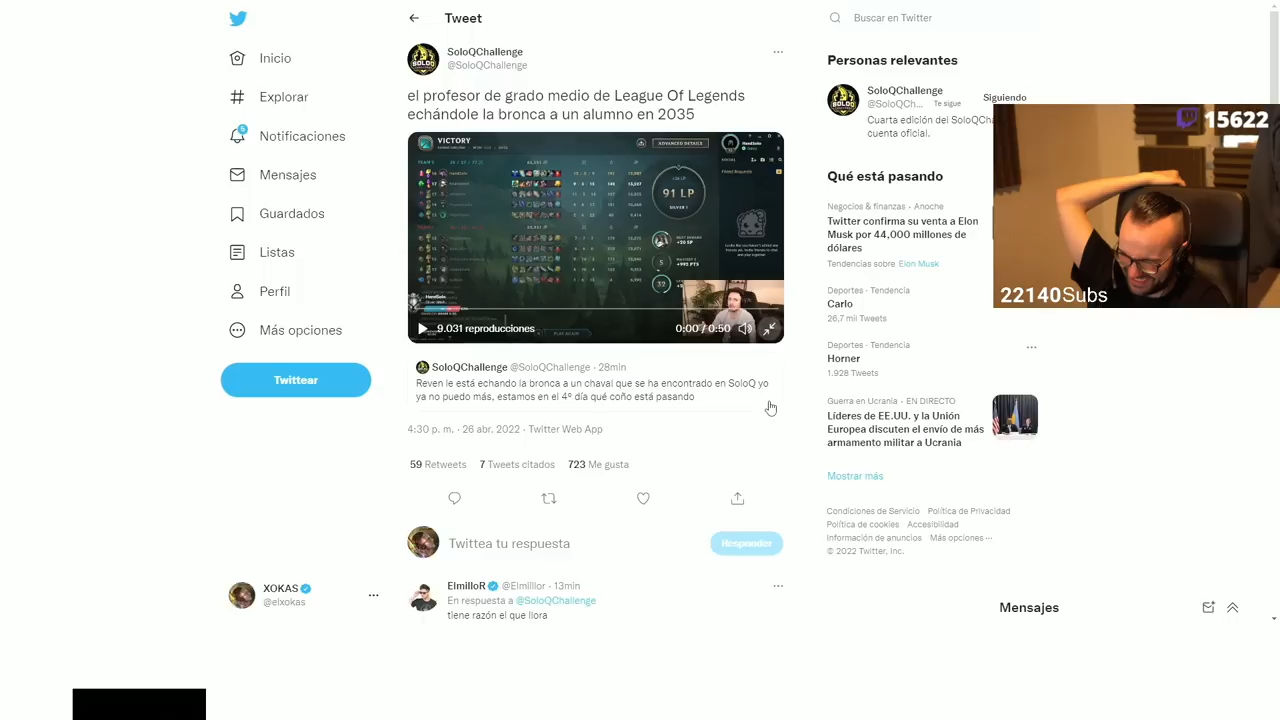 Tweet
Buscar en Twitter
Inicio
Explorar
5
Notificaciones
Mensajes
Guardados
Listas
Perfil
Más opciones
Twittear
XOKAS
@elxokas
SoloQChallenge
@SoloQChallenge
el profesor de grado medio de League Of Legends
echándole la bronca a un alumno en 2035
VICTORY
ADVANCED DETAILS
91 LP
SILVER I
9.031 reproducciones
0:00 / 0:50
SoloQChallenge @SoloQChallenge · 28min
Reven le está echando la bronca a un chaval que se ha encontrado en SoloQ yo
ya no puedo más, estamos en el 4º día qué coño está pasando
4:30 p. m. · 26 abr. 2022 · Twitter Web App
59 Retweets 7 Tweets citados 723 Me gusta
Twittea tu respuesta
Responder
ElmilloR @Elmilllor · 13min
En respuesta a @SoloQChallenge
tiene razón el que llora
Personas relevantes
SoloQChallenge
@SoloQCh... Te sigue
Siguiendo
Cuarta edición del SoloQCha
cuenta oficial.
15622
22140Subs
Qué está pasando
Negocios & finanzas · Anoche
Twitter confirma su venta a Elon
Musk por 44,000 millones de
dólares
Tendencias sobre Elon Musk
Deportes · Tendencia
Carlo
26,7 mil Tweets
Deportes · Tendencia
Horner
1.928 Tweets
Guerra en Ucrania · EN DIRECTO
Líderes de EE.UU. y la Unión
Europea discuten el envío de más
armamento militar a Ucrania
Mostrar más
Condiciones de Servicio Política de Privacidad
Política de cookies Accesibilidad
Información de anuncios Más opciones ···
© 2022 Twitter, Inc.
Mensajes